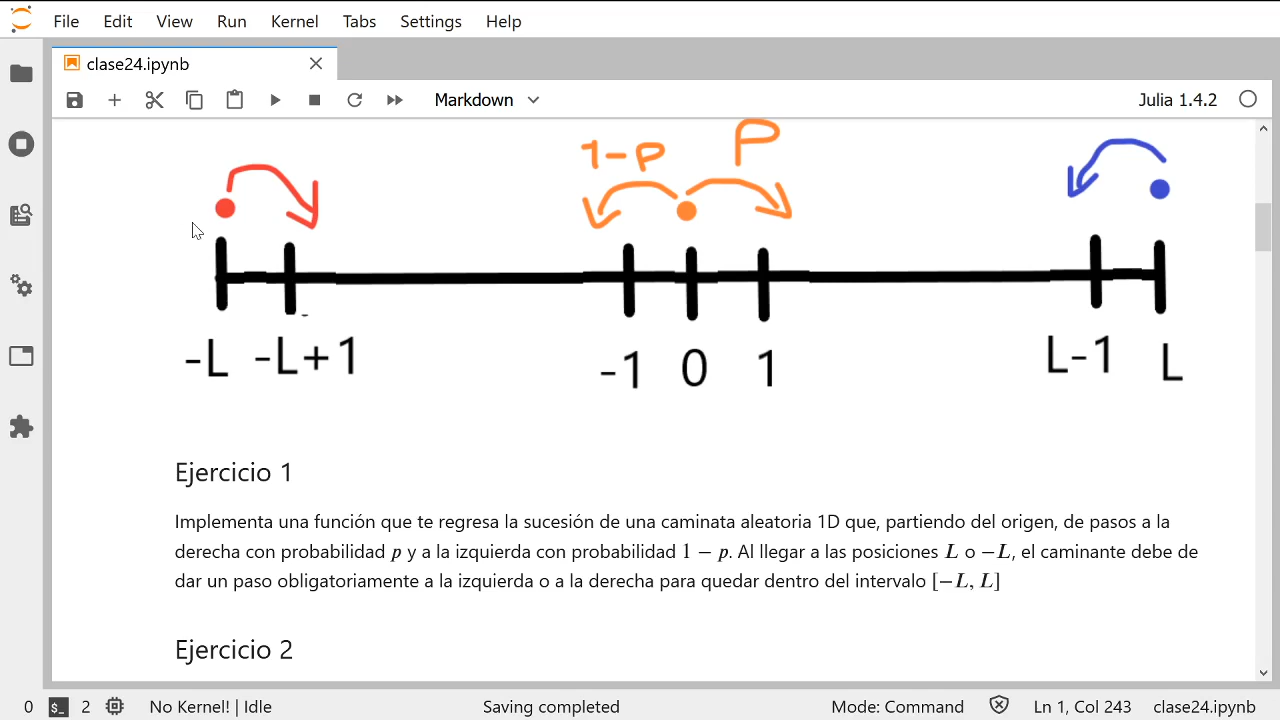 File Edit View Run Kernel Tabs Settings Help
clase24.ipynb
Markdown Julia 1.4.2
1-P P
-L -L+1 -1 0 1 L-1 L
Ejercicio 1
Implementa una función que te regresa la sucesión de una caminata aleatoria 1D que, partiendo del origen, de pasos a la
derecha con probabilidad p y a la izquierda con probabilidad 1 − p. Al llegar a las posiciones L o −L, el caminante debe de
dar un paso obligatoriamente a la izquierda o a la derecha para quedar dentro del intervalo [−L, L]
Ejercicio 2
0 $_ 2 No Kernel! | Idle Saving completed Mode: Command Ln 1, Col 243 clase24.ipynb